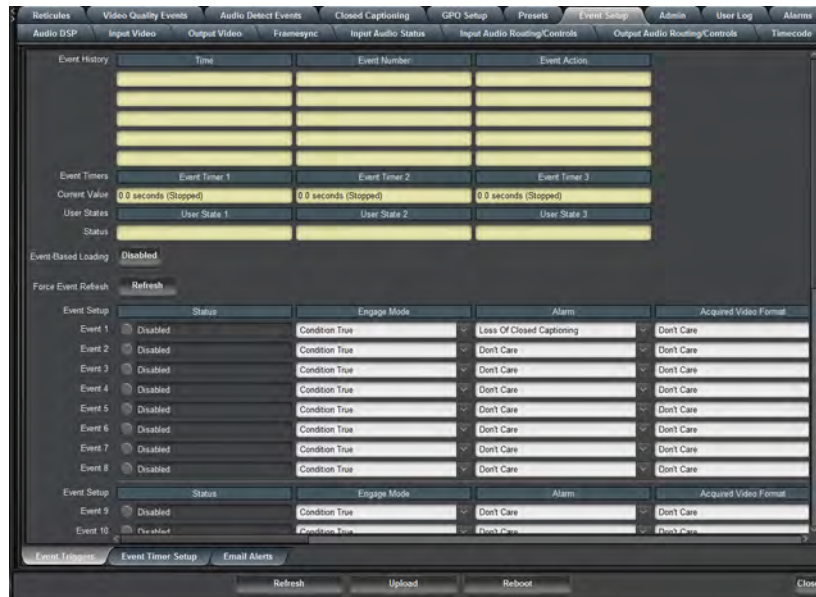 Reticules Video Quality Events Audio Detect Events Closed Captioning GPO Setup Presets Event Setup Admin User Log Alarms
Audio DSP Input Video Output Video Framesync Input Audio Status Input Audio Routing/Controls Output Audio Routing/Controls Timecode
Event History Time Event Number Event Action
Event Timers Event Timer 1 Event Timer 2 Event Timer 3
Current Value 0.0 seconds (Stopped) 0.0 seconds (Stopped) 0.0 seconds (Stopped)
User States User State 1 User State 2 User State 3
Status
Event-Based Loading Disabled
Force Event Refresh Refresh
Event Setup Status Engage Mode Alarm Acquired Video Format
Event 1 Disabled Condition True Loss Of Closed Captioning Don't Care
Event 2 Disabled Condition True Don't Care Don't Care
Event 3 Disabled Condition True Don't Care Don't Care
Event 4 Disabled Condition True Don't Care Don't Care
Event 5 Disabled Condition True Don't Care Don't Care
Event 6 Disabled Condition True Don't Care Don't Care
Event 7 Disabled Condition True Don't Care Don't Care
Event 8 Disabled Condition True Don't Care Don't Care
Event Setup Status Engage Mode Alarm Acquired Video Format
Event 9 Disabled Condition True Don't Care Don't Care
Event 10 Disabled Condition True Don't Care Don't Care
Event Triggers Event Timer Setup Email Alerts
Refresh Upload Reboot Close